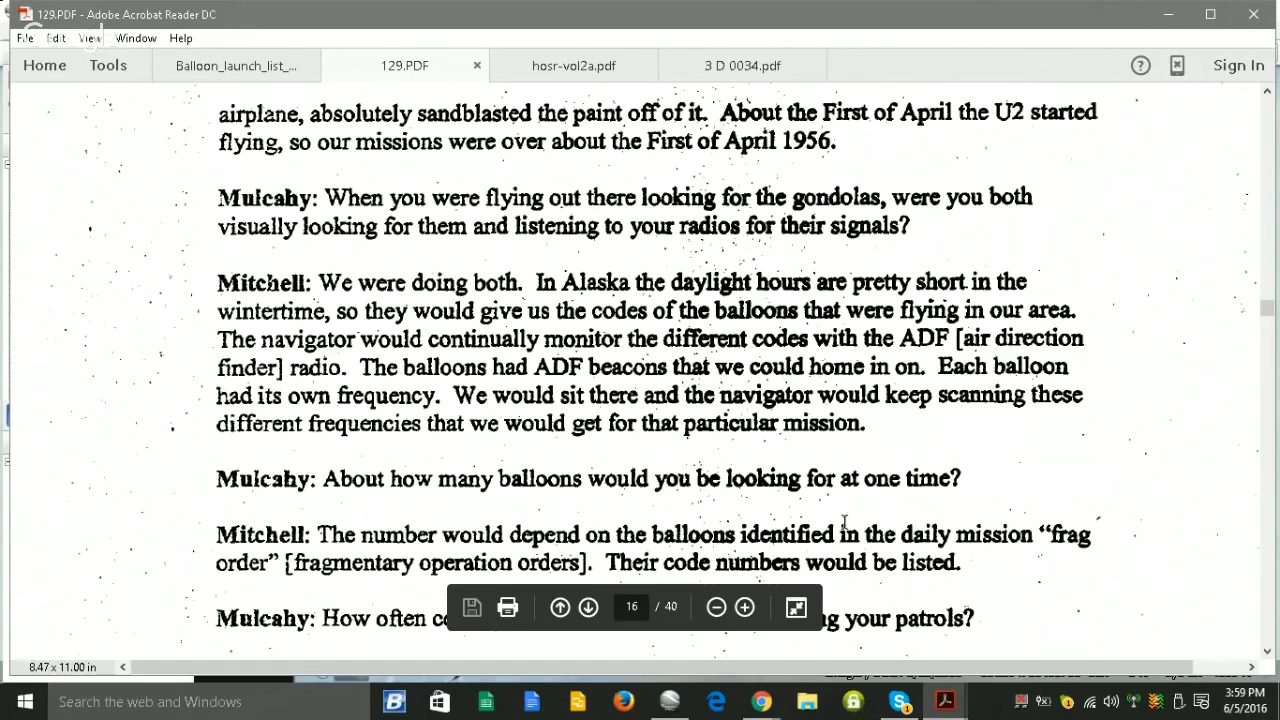 129.PDF - Adobe Acrobat Reader DC
Google
File Edit View Window Help
Home Tools Balloon_launch_list_... 129.PDF × hosr-vol2a.pdf 3 D 0034.pdf Sign In
airplane, absolutely sandblasted the paint off of it. About the First of April the U2 started
flying, so our missions were over about the First of April 1956.
Mulcahy: When you were flying out there looking for the gondolas, were you both
visually looking for them and listening to your radios for their signals?
Mitchell: We were doing both. In Alaska the daylight hours are pretty short in the
wintertime, so they would give us the codes of the balloons that were flying in our area.
The navigator would continually monitor the different codes with the ADF [air direction
finder] radio. The balloons had ADF beacons that we could home in on. Each balloon
had its own frequency. We would sit there and the navigator would keep scanning these
different frequencies that we would get for that particular mission.
Mulcahy: About how many balloons would you be looking for at one time?
Mitchell: The number would depend on the balloons identified in the daily mission “frag
order” [fragmentary operation orders]. Their code numbers would be listed.
Mulcahy: How often your patrols?
16 / 40
8.47 x 11.00 in
Search the web and Windows
3:59 PM
6/5/2016